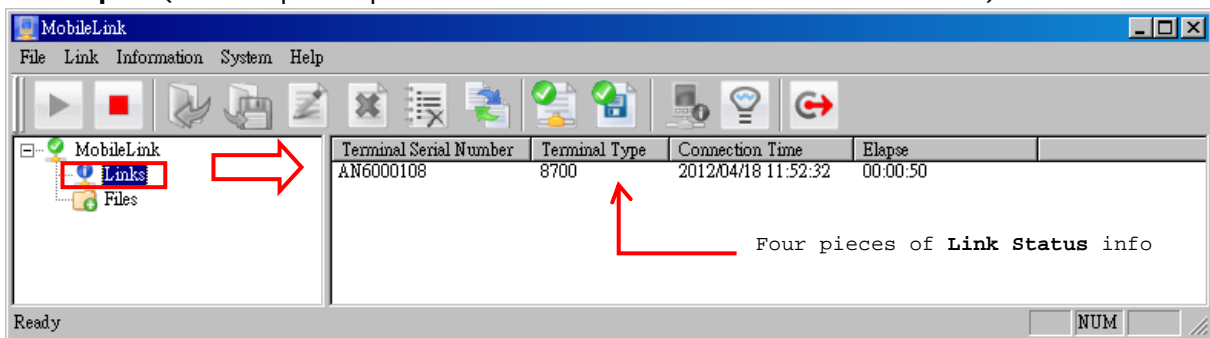 MobileLink
File Link Information System Help
MobileLink
Links
Files
Terminal Serial Number Terminal Type Connection Time Elapse
AN6000108 8700 2012/04/18 11:52:32 00:00:50
Four pieces of Link Status info
Ready
NUM